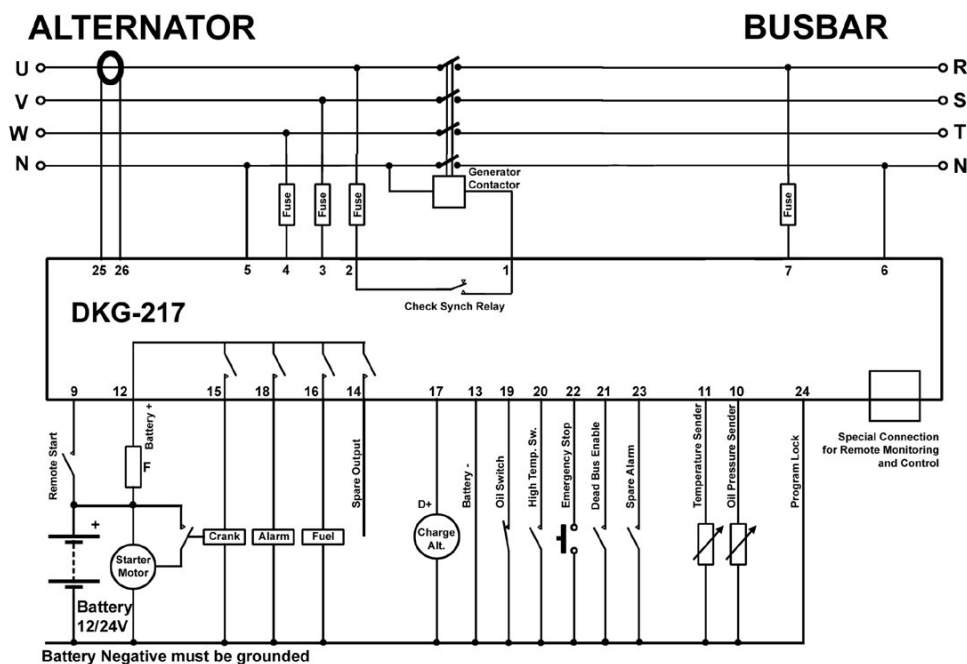 ALTERNATOR
BUSBAR
U
R
V
S
W
T
N
N
Generator
Contactor
Fuse
Fuse
Fuse
Fuse
25
26
5
4
3
2
1
7
6
Check Synch Relay
DKG-217
9
12
15
18
16
14
17
13
19
20
22
21
23
11
10
24
Remote Start
Battery +
F
Spare Output
Battery -
Oil Switch
High Temp. Sw.
Emergency Stop
Dead Bus Enable
Spare Alarm
Temperature Sender
Oil Pressure Sender
Program Lock
Special Connection
for Remote Monitoring
and Control
+
Starter
Motor
Crank
Alarm
Fuel
D+
Charge
Alt.
Battery
12/24V
Battery Negative must be grounded